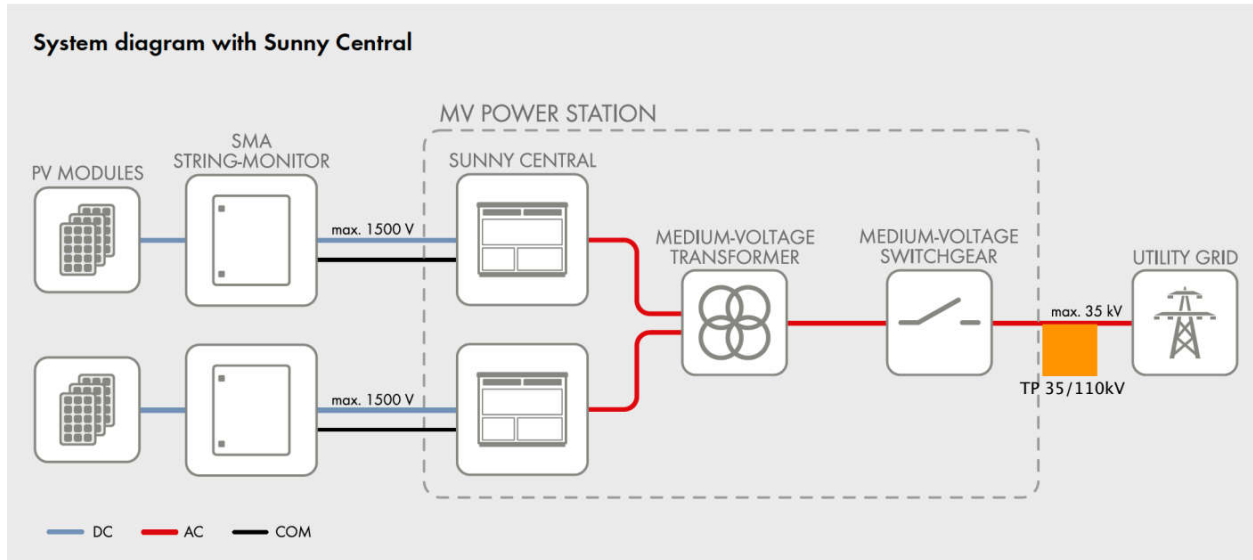 System diagram with Sunny Central
MV POWER STATION
SMA
STRING-MONITOR
SUNNY CENTRAL
PV MODULES
max. 1500 V
MEDIUM-VOLTAGE
TRANSFORMER
MEDIUM-VOLTAGE
SWITCHGEAR
UTILITY GRID
max. 35 kV
TP 35/110kV
max. 1500 V
DC
AC
COM